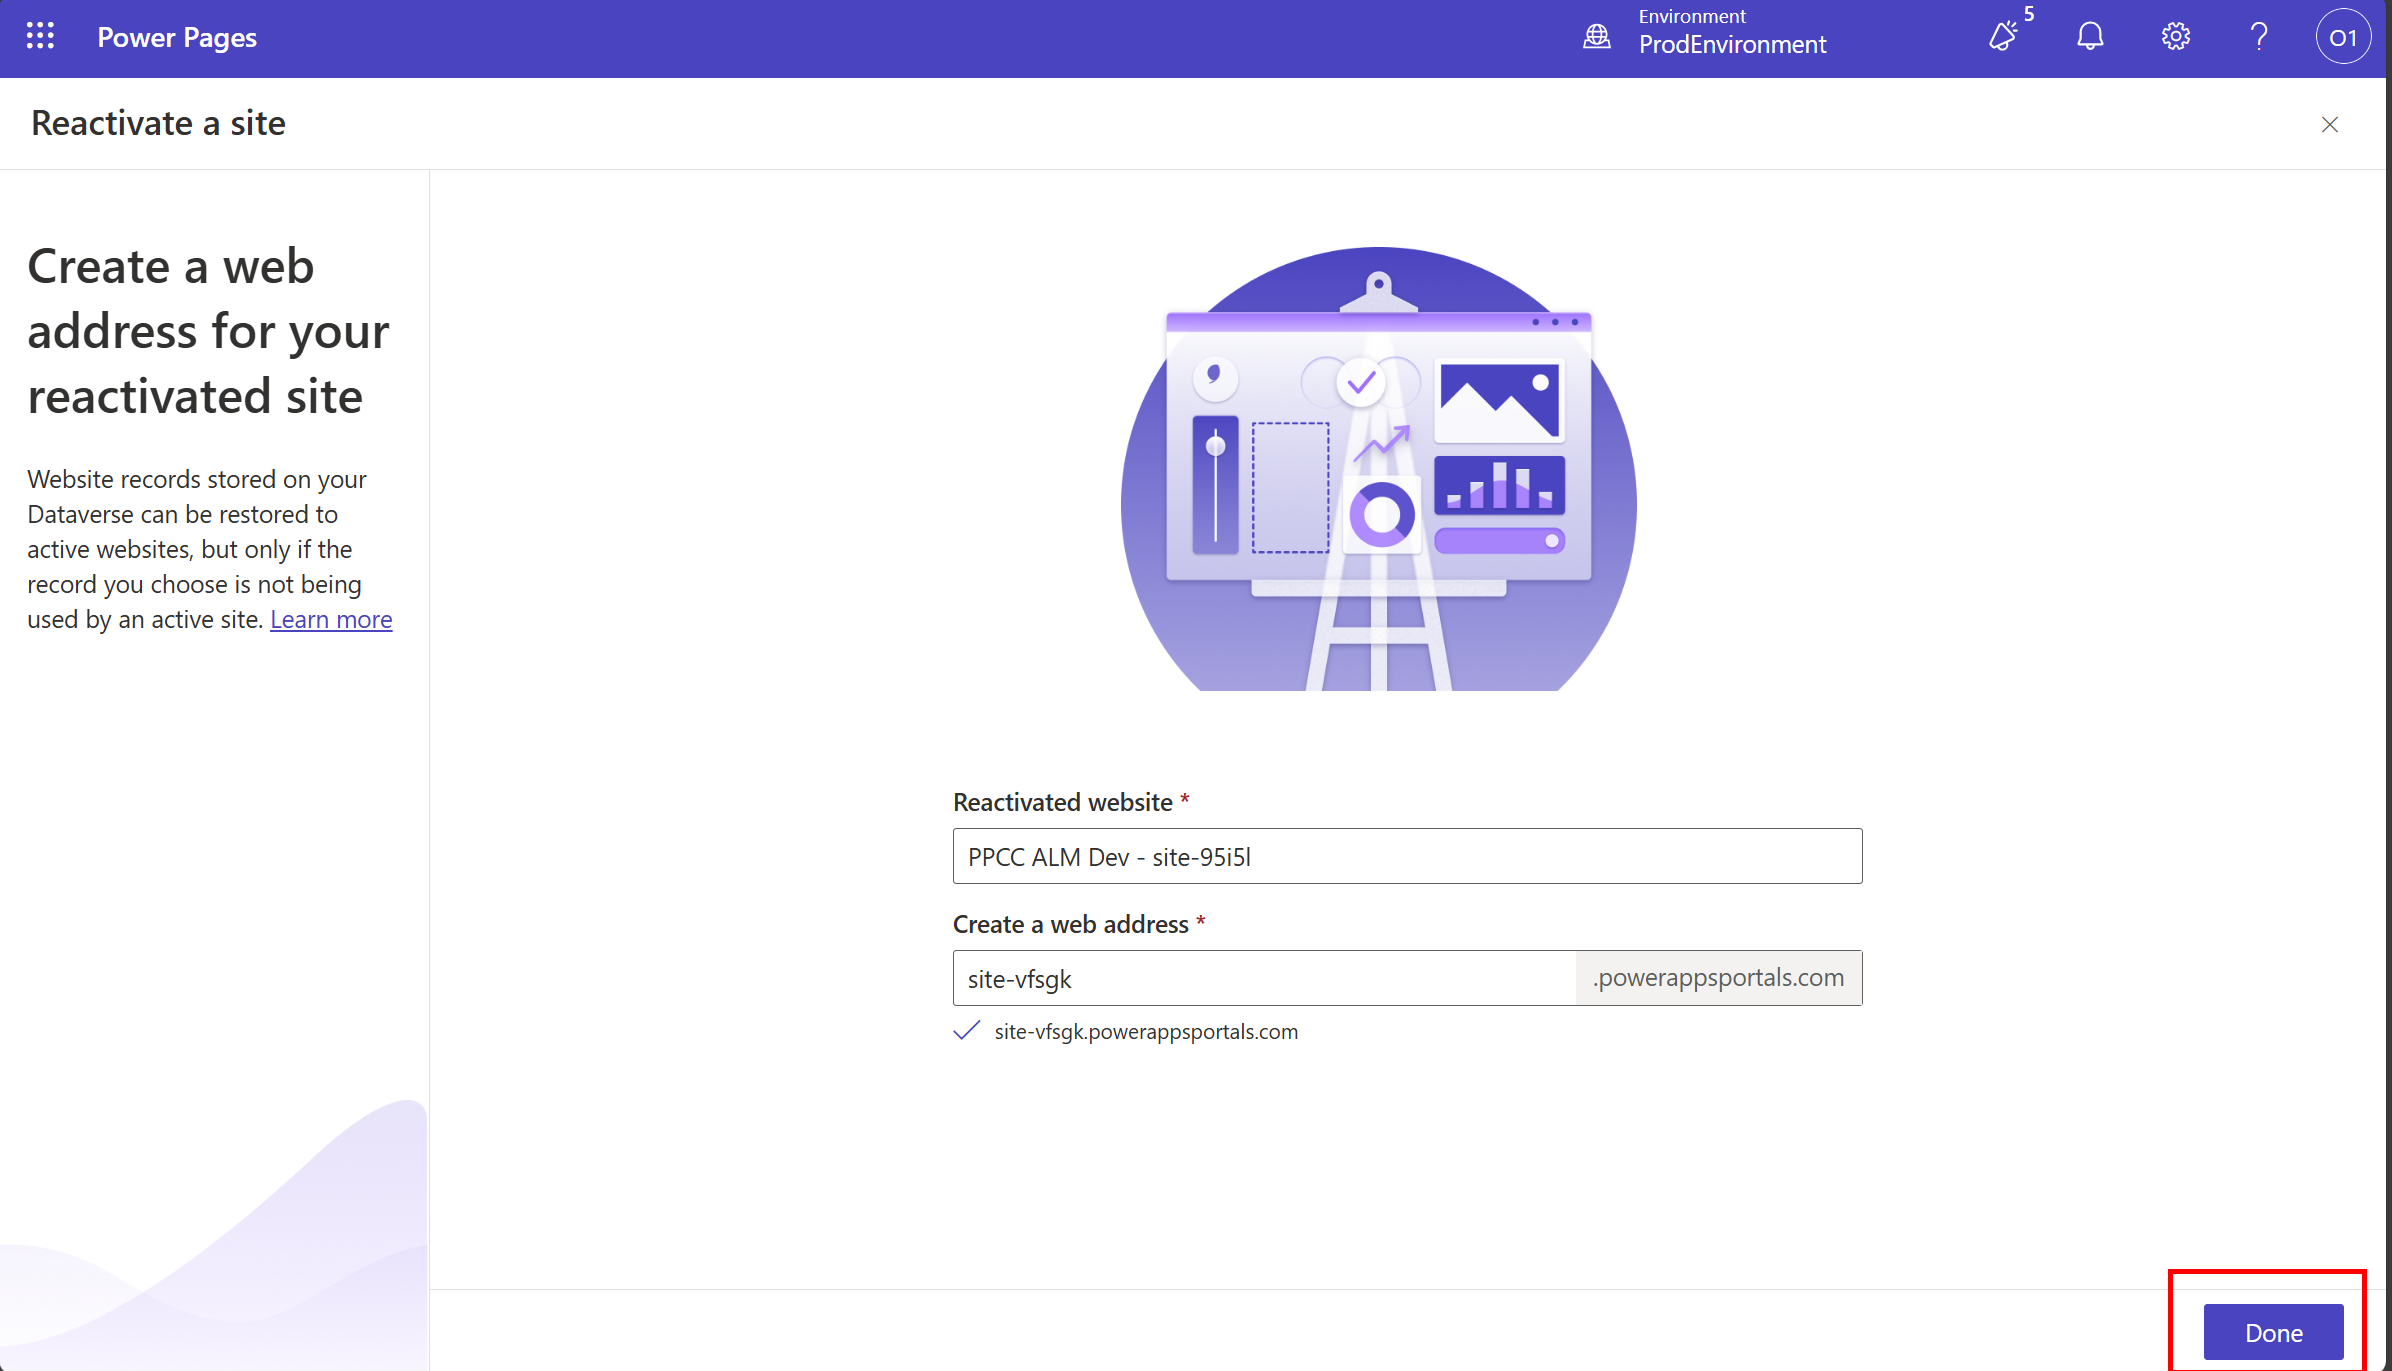 Power Pages
Environment
ProdEnvironment
5
O1
Reactivate a site
Create a web
address for your
reactivated site
Website records stored on your
Dataverse can be restored to
active websites, but only if the
record you choose is not being
used by an active site. Learn more
Reactivated website *
PPCC ALM Dev - site-95i5l
Create a web address *
site-vfsgk
.powerappsportals.com
site-vfsgk.powerappsportals.com
Done